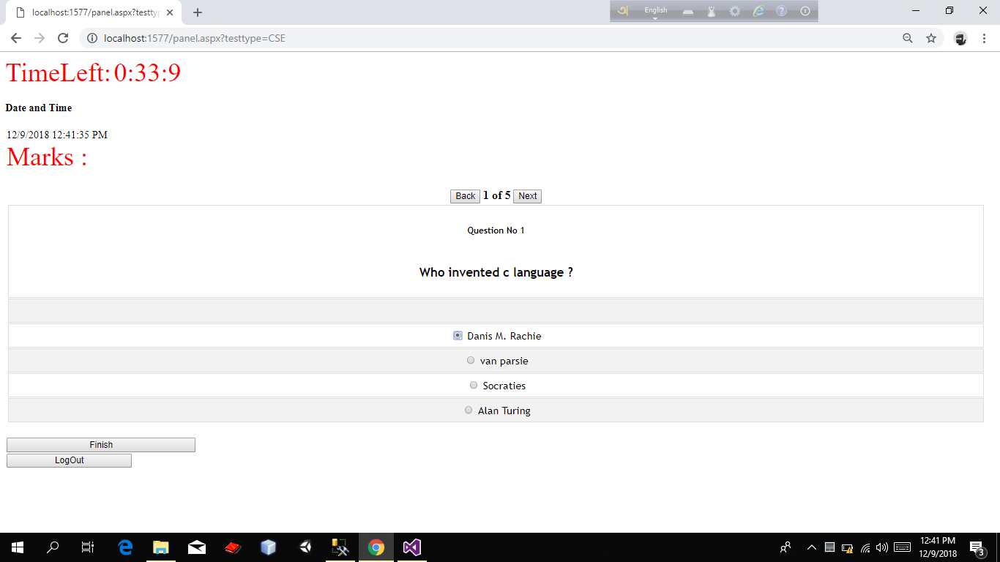 localhost:1577/panel.aspx?testtyp
English
localhost:1577/panel.aspx?testtype=CSE
TimeLeft: 0:33:9
Date and Time
12/9/2018 12:41:35 PM
Marks :
Back 1 of 5 Next
Question No 1
Who invented c language ?
Danis M. Rachie
van parsie
Socraties
Alan Turing
Finish
LogOut
12:41 PM
12/9/2018
3